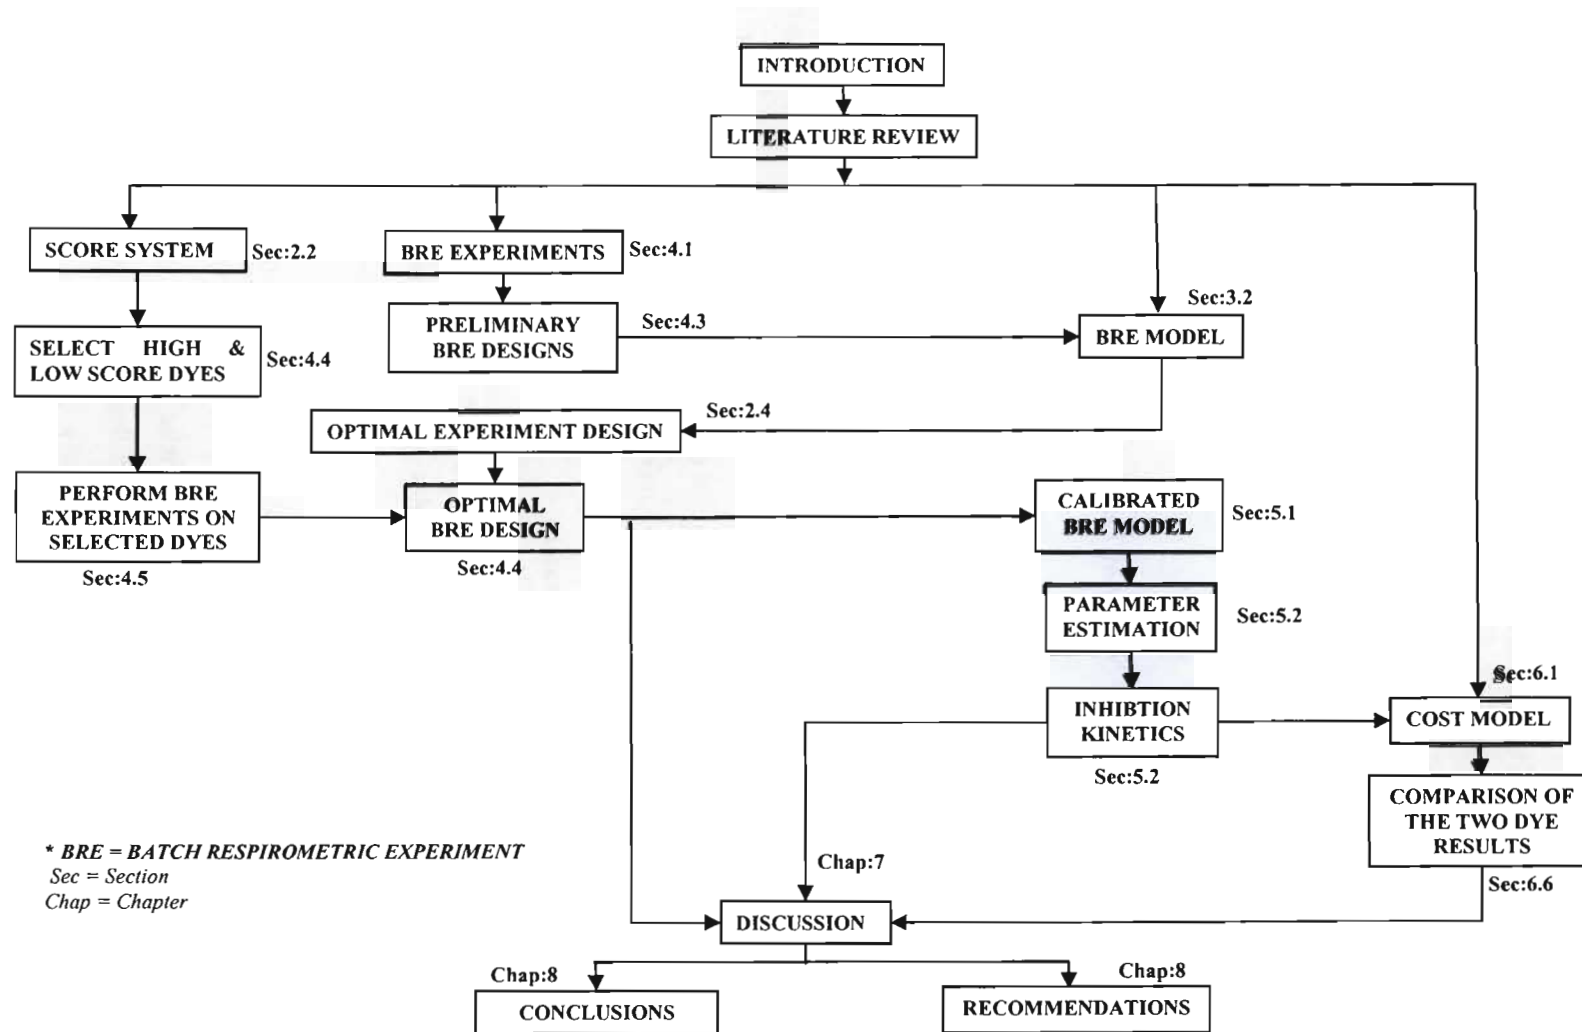 INTRODUCTION
LITERATURE REVIEW
SCORE SYSTEM
Sec:2.2
BRE EXPERIMENTS
Sec:4.1
Sec:3.2
SELECT HIGH &
LOW SCORE DYES
Sec:4.4
PRELIMINARY
BRE DESIGNS
Sec:4.3
BRE MODEL
OPTIMAL EXPERIMENT DESIGN
Sec:2.4
PERFORM BRE
EXPERIMENTS ON
SELECTED DYES
Sec:4.5
OPTIMAL
BRE DESIGN
Sec:4.4
CALIBRATED
BRE MODEL
Sec:5.1
PARAMETER
ESTIMATION
Sec:5.2
INHIBTION
KINETICS
Sec:5.2
Sec:6.1
COST MODEL
COMPARISON OF
THE TWO DYE
RESULTS
Sec:6.6
* BRE = BATCH RESPIROMETRIC EXPERIMENT
Sec = Section
Chap = Chapter
Chap:7
DISCUSSION
Chap:8
CONCLUSIONS
Chap:8
RECOMMENDATIONS